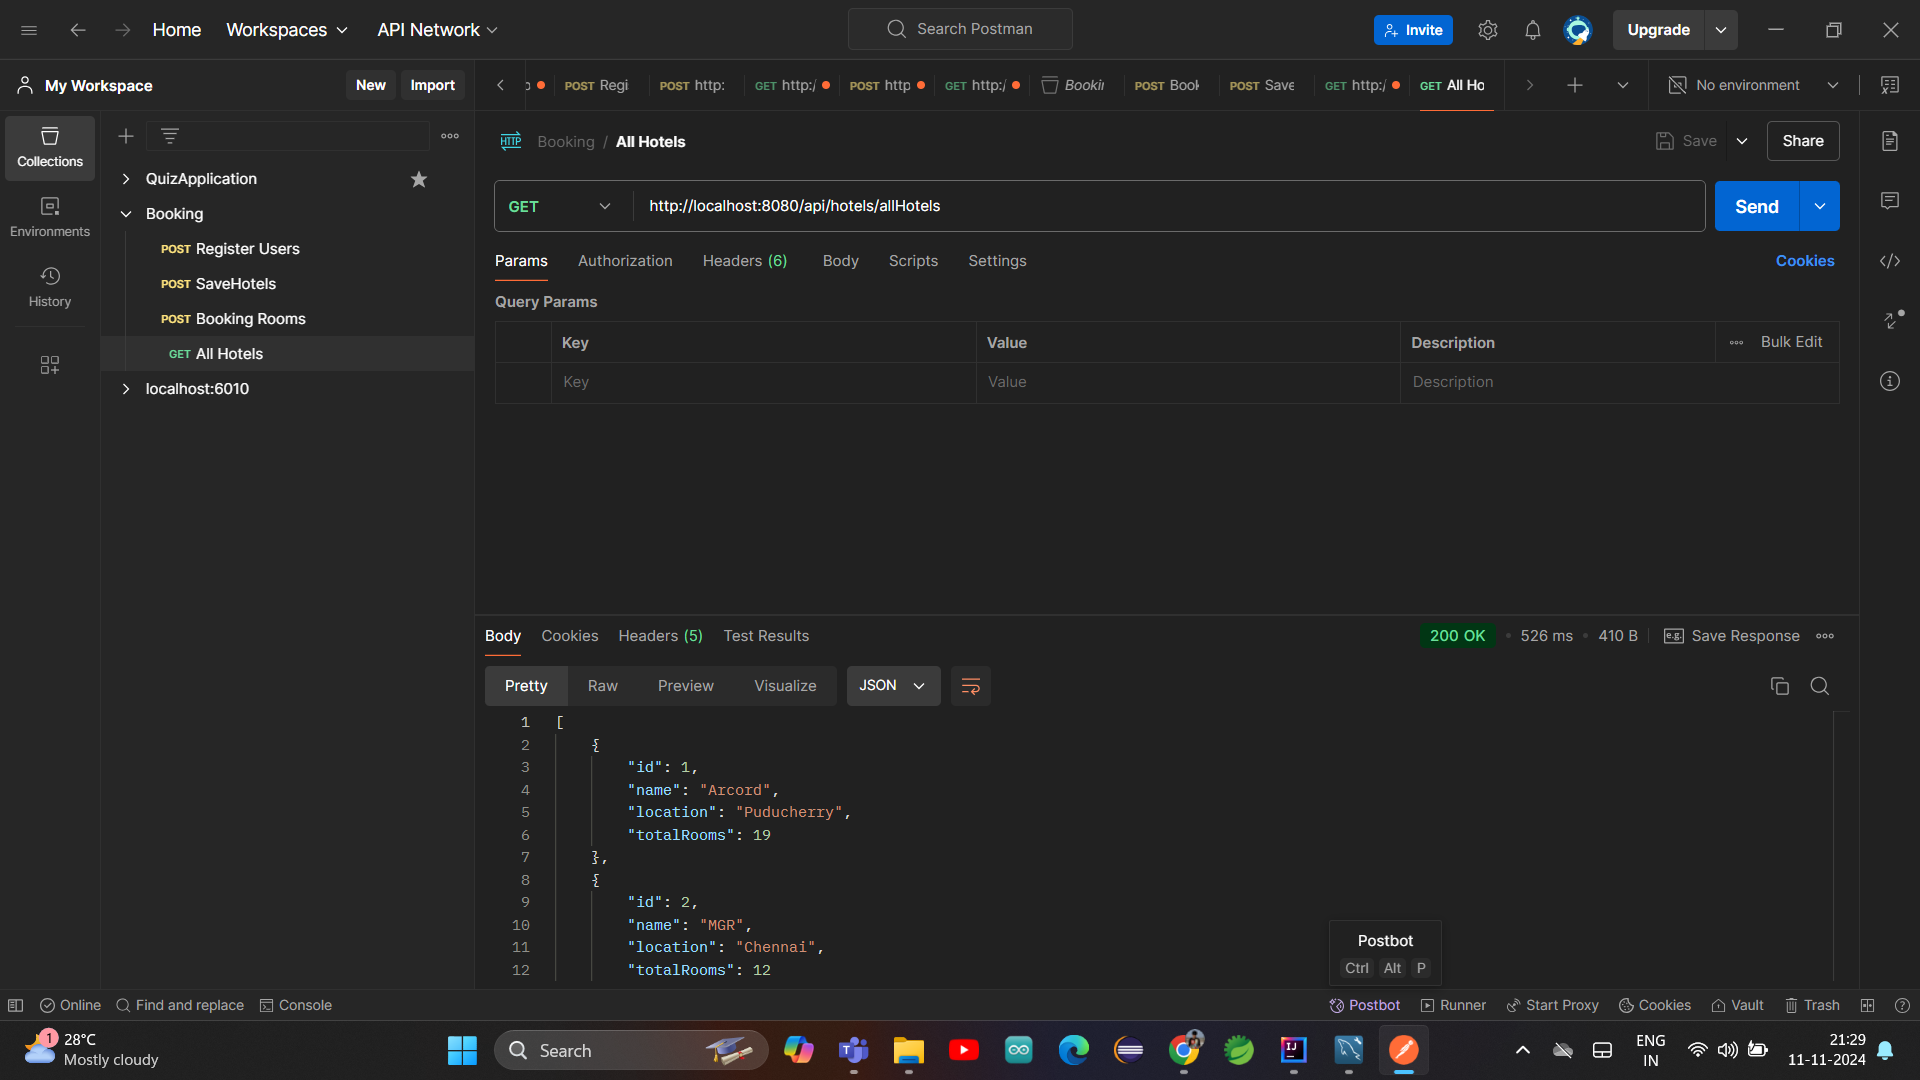 Home Workspaces API Network Search Postman Invite Upgrade
My Workspace New Import POST Regi POST http: GET http:/ POST http GET http:/ Bookin POST Book POST Save GET http:/ GET All Ho No environment
HTTP Booking / All Hotels Save Share
Collections
QuizApplication
Booking
POST Register Users
POST SaveHotels
POST Booking Rooms
GET All Hotels
localhost:6010
Environments
History
GET http://localhost:8080/api/hotels/allHotels Send
Params Authorization Headers (6) Body Scripts Settings Cookies
Query Params
Key Value Description Bulk Edit
Key Value Description
Body Cookies Headers (5) Test Results 200 OK 526 ms 410 B e.g. Save Response
Pretty Raw Preview Visualize JSON
1 [
2 {
3 "id": 1,
4 "name": "Arcord",
5 "location": "Puducherry",
6 "totalRooms": 19
7 },
8 {
9 "id": 2,
10 "name": "MGR",
11 "location": "Chennai",
12 "totalRooms": 12
Postbot
Ctrl Alt P
Online Find and replace Console Postbot Runner Start Proxy Cookies Vault Trash
1 28°C
Mostly cloudy
Search
ENG
IN
21:29
11-11-2024